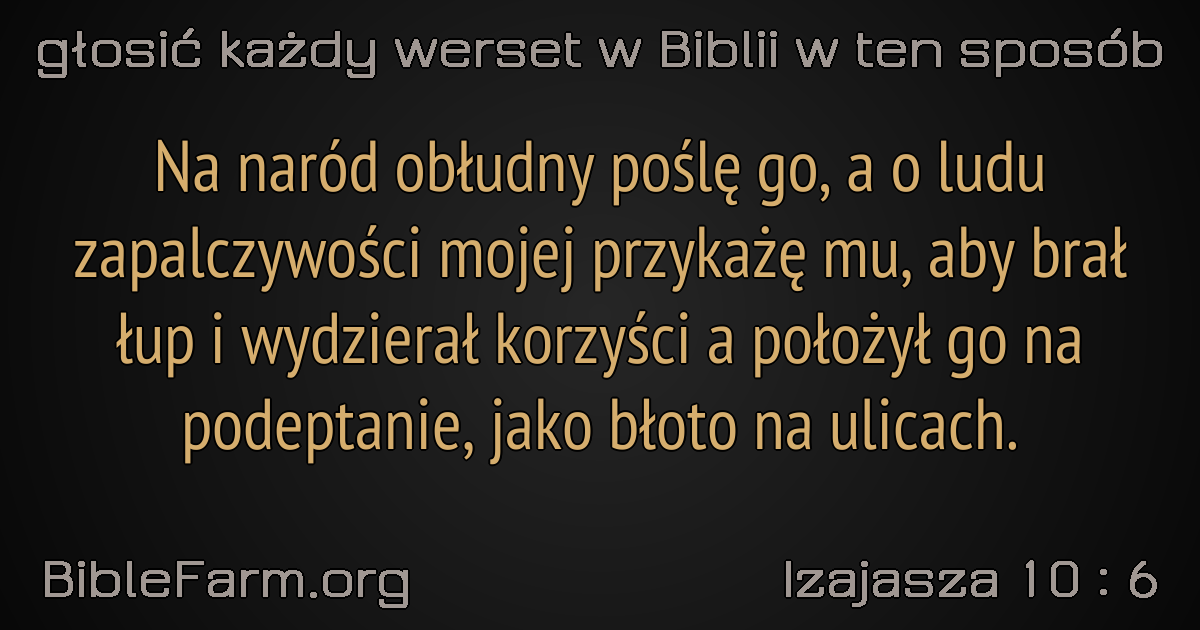 głosić każdy werset w Biblii w ten sposób
Na naród obłudny poślę go, a o ludu
zapalczywości mojej przykażę mu, aby brał
łup i wydzierał korzyści a położył go na
podeptanie, jako błoto na ulicach.
BibleFarm.org
Izajasza 10 : 6